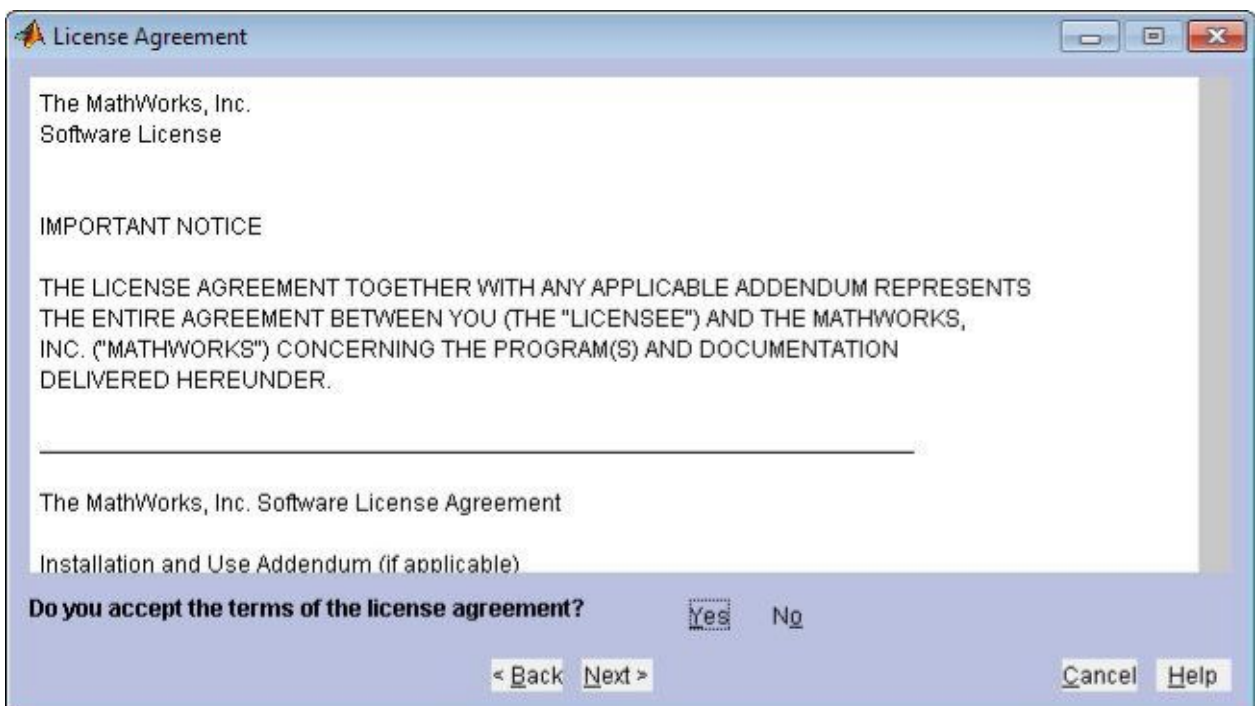 License Agreement
The MathWorks, Inc.
Software License
IMPORTANT NOTICE
THE LICENSE AGREEMENT TOGETHER WITH ANY APPLICABLE ADDENDUM REPRESENTS
THE ENTIRE AGREEMENT BETWEEN YOU (THE "LICENSEE") AND THE MATHWORKS,
INC. ("MATHWORKS") CONCERNING THE PROGRAM(S) AND DOCUMENTATION
DELIVERED HEREUNDER.
The MathWorks, Inc. Software License Agreement
Installation and Use Addendum (if applicable)
Do you accept the terms of the license agreement? Yes No
< Back Next > Cancel Help